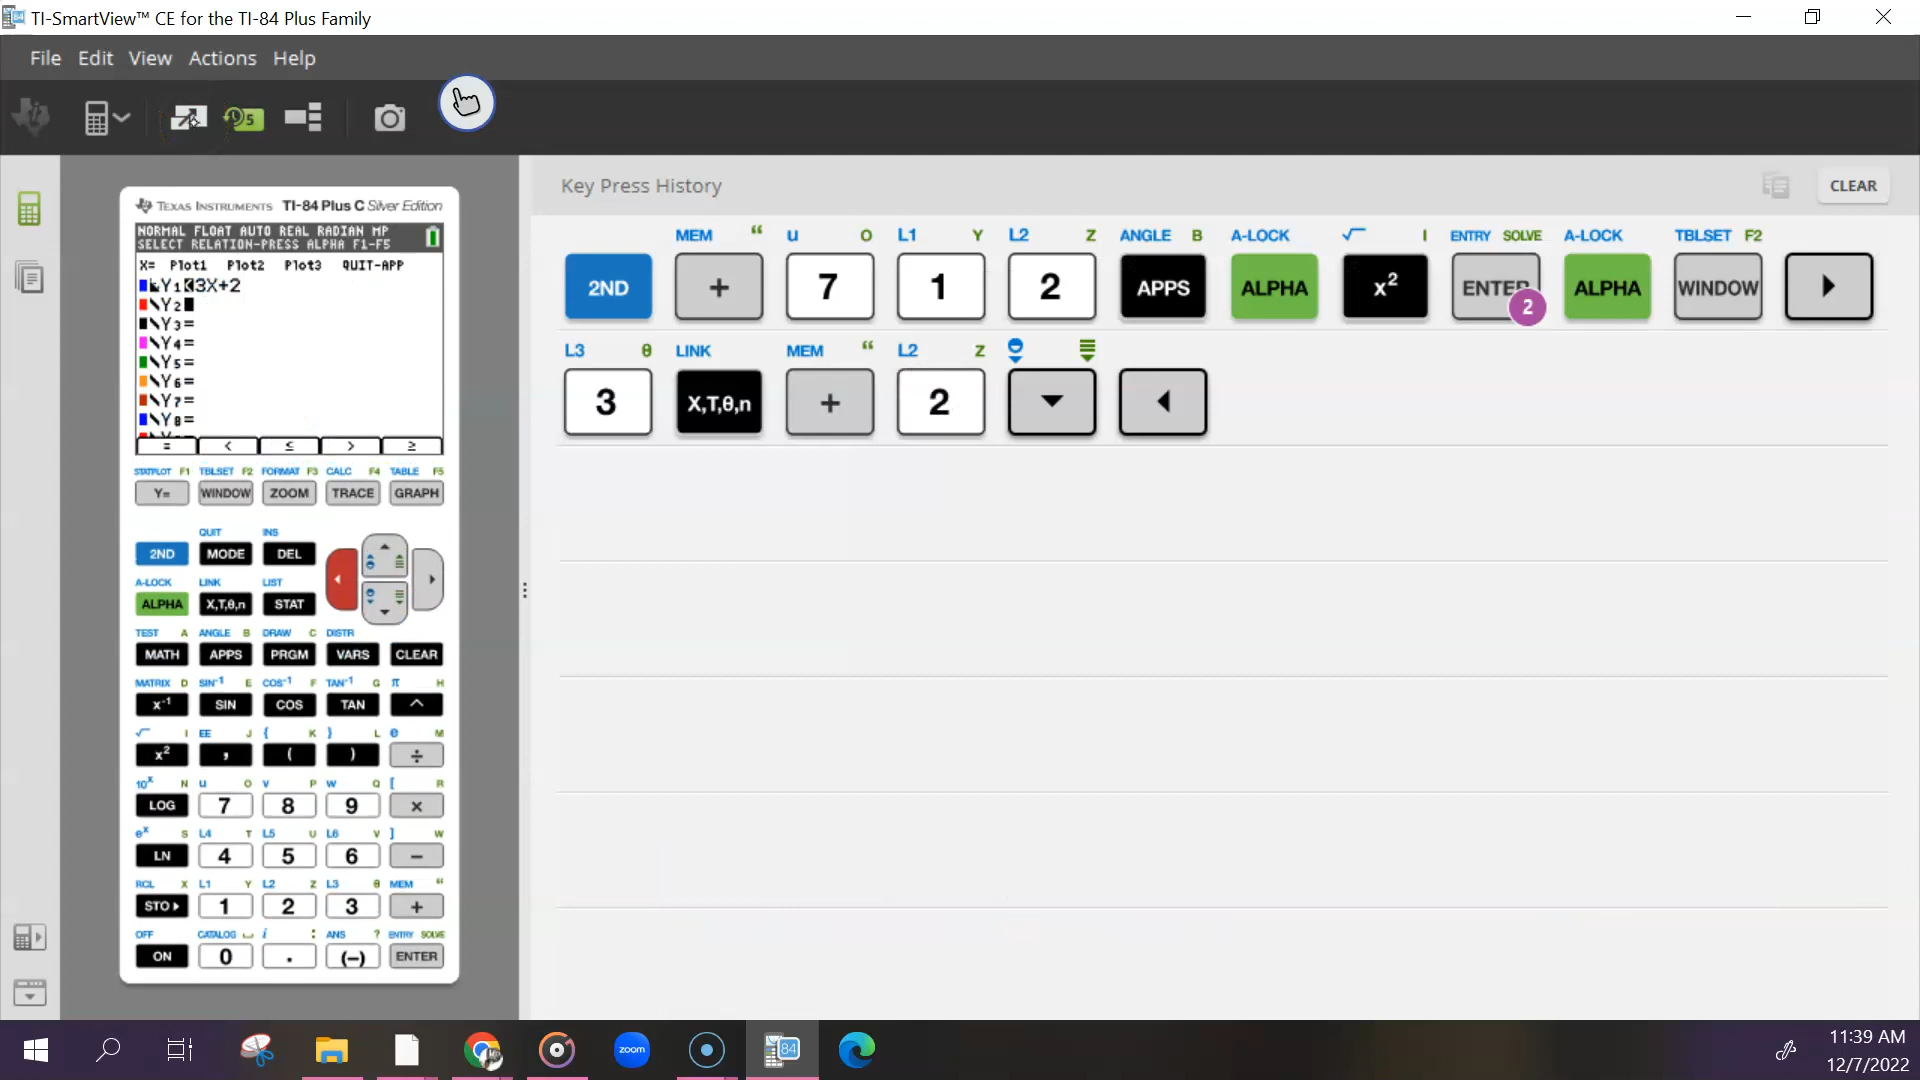 TI-SmartView™ CE for the TI-84 Plus Family
File Edit View Actions Help
5
Key Press History
CLEAR
TEXAS INSTRUMENTS TI-84 Plus C Silver Edition
NORMAL FLOAT AUTO REAL RADIAN MP
SELECT RELATION-PRESS ALPHA F1-F5
X= Plot1 Plot2 Plot3 QUIT-APP
Y1<3X+2
Y2
Y3=
Y4=
Y5=
Y6=
Y7=
Y8=
= < ≤ > ≥
STATPLOT F1 TBLSET F2 FORMAT F3 CALC F4 TABLE F5
Y= WINDOW ZOOM TRACE GRAPH
QUIT INS
2ND MODE DEL
A-LOCK LINK LIST
ALPHA X,T,θ,n STAT
TEST A ANGLE B DRAW C DISTR
MATH APPS PRGM VARS CLEAR
MATRIX D SIN⁻¹ E COS⁻¹ F TAN⁻¹ G π H
x⁻¹ SIN COS TAN ^
√ I EE J { K } L e M
x² , ( ) ÷
10ˣ N u O v P w Q [ R
LOG 7 8 9 ×
eˣ S L4 T L5 U L6 V ] W
LN 4 5 6 −
RCL X L1 Y L2 Z L3 θ MEM “
STO▸ 1 2 3 +
OFF CATALOG ⎵ i : ANS ? ENTRY SOLVE
ON 0 . (−) ENTER
MEM “ u O L1 Y L2 Z ANGLE B A-LOCK √ I ENTRY SOLVE A-LOCK TBLSET F2
2ND + 7 1 2 APPS ALPHA x² ENTER 2 ALPHA WINDOW
L3 θ LINK MEM “ L2 Z
3 X,T,θ,n + 2
zoom
84
11:39 AM
12/7/2022